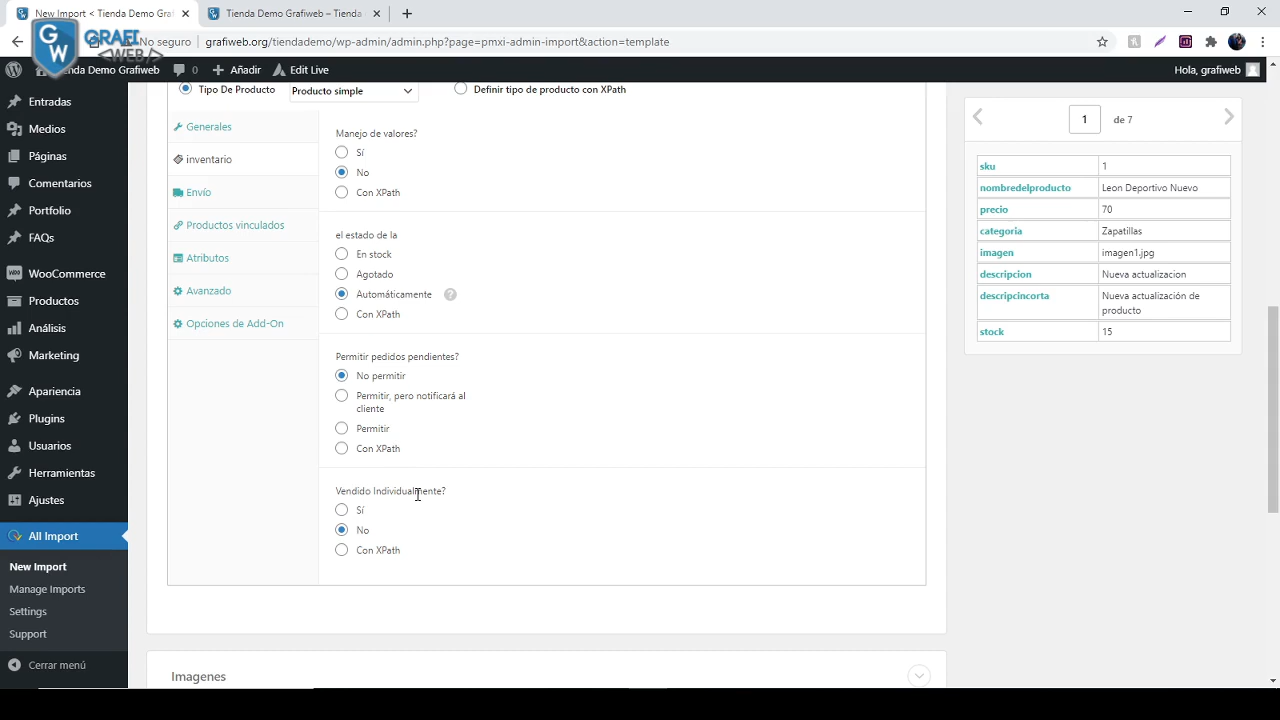 New Import < Tienda Demo Grafi
Tienda Demo Grafiweb – Tienda
GW
GRAFI
<WEB/>
No seguro
grafiweb.org/tiendademo/wp-admin/admin.php?page=pmxi-admin-import&action=template
enda Demo Grafiweb
0
Añadir
Edit Live
Hola, grafiweb
Entradas
Medios
Páginas
Comentarios
Portfolio
FAQs
WooCommerce
Productos
Análisis
Marketing
Apariencia
Plugins
Usuarios
Herramientas
Ajustes
All Import
New Import
Manage Imports
Settings
Support
Cerrar menú
Tipo De Producto
Producto simple
Definir tipo de producto con XPath
Generales
inventario
Envío
Productos vinculados
Atributos
Avanzado
Opciones de Add-On
Manejo de valores?
Sí
No
Con XPath
el estado de la
En stock
Agotado
Automáticamente ?
Con XPath
Permitir pedidos pendientes?
No permitir
Permitir, pero notificará al
cliente
Permitir
Con XPath
Vendido Individualmente?
Sí
No
Con XPath
Imagenes
1 de 7
sku 1
nombredelproducto Leon Deportivo Nuevo
precio 70
categoria Zapatillas
imagen imagen1.jpg
descripcion Nueva actualizacion
descripcincorta Nueva actualización de
producto
stock 15